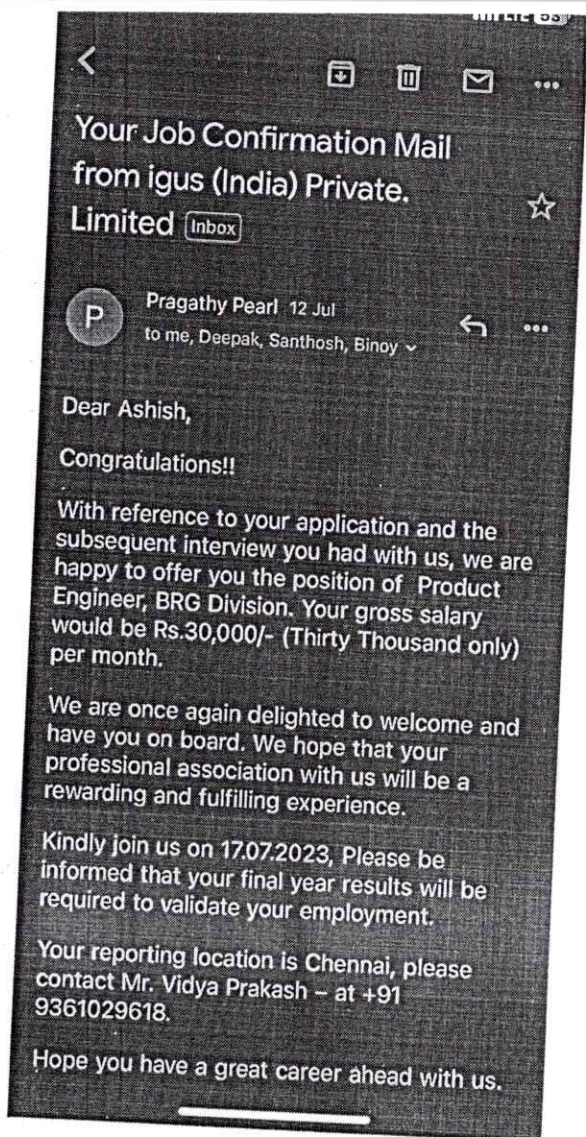 LTE 53
Your Job Confirmation Mail
from igus (India) Private.
Limited Inbox
P
Pragathy Pearl 12 Jul
to me, Deepak, Santhosh, Binoy
Dear Ashish,
Congratulations!!
With reference to your application and the
subsequent interview you had with us, we are
happy to offer you the position of Product
Engineer, BRG Division. Your gross salary
would be Rs.30,000/- (Thirty Thousand only)
per month.
We are once again delighted to welcome and
have you on board. We hope that your
professional association with us will be a
rewarding and fulfilling experience.
Kindly join us on 17.07.2023, Please be
informed that your final year results will be
required to validate your employment.
Your reporting location is Chennai, please
contact Mr. Vidya Prakash – at +91
9361029618.
Hope you have a great career ahead with us.